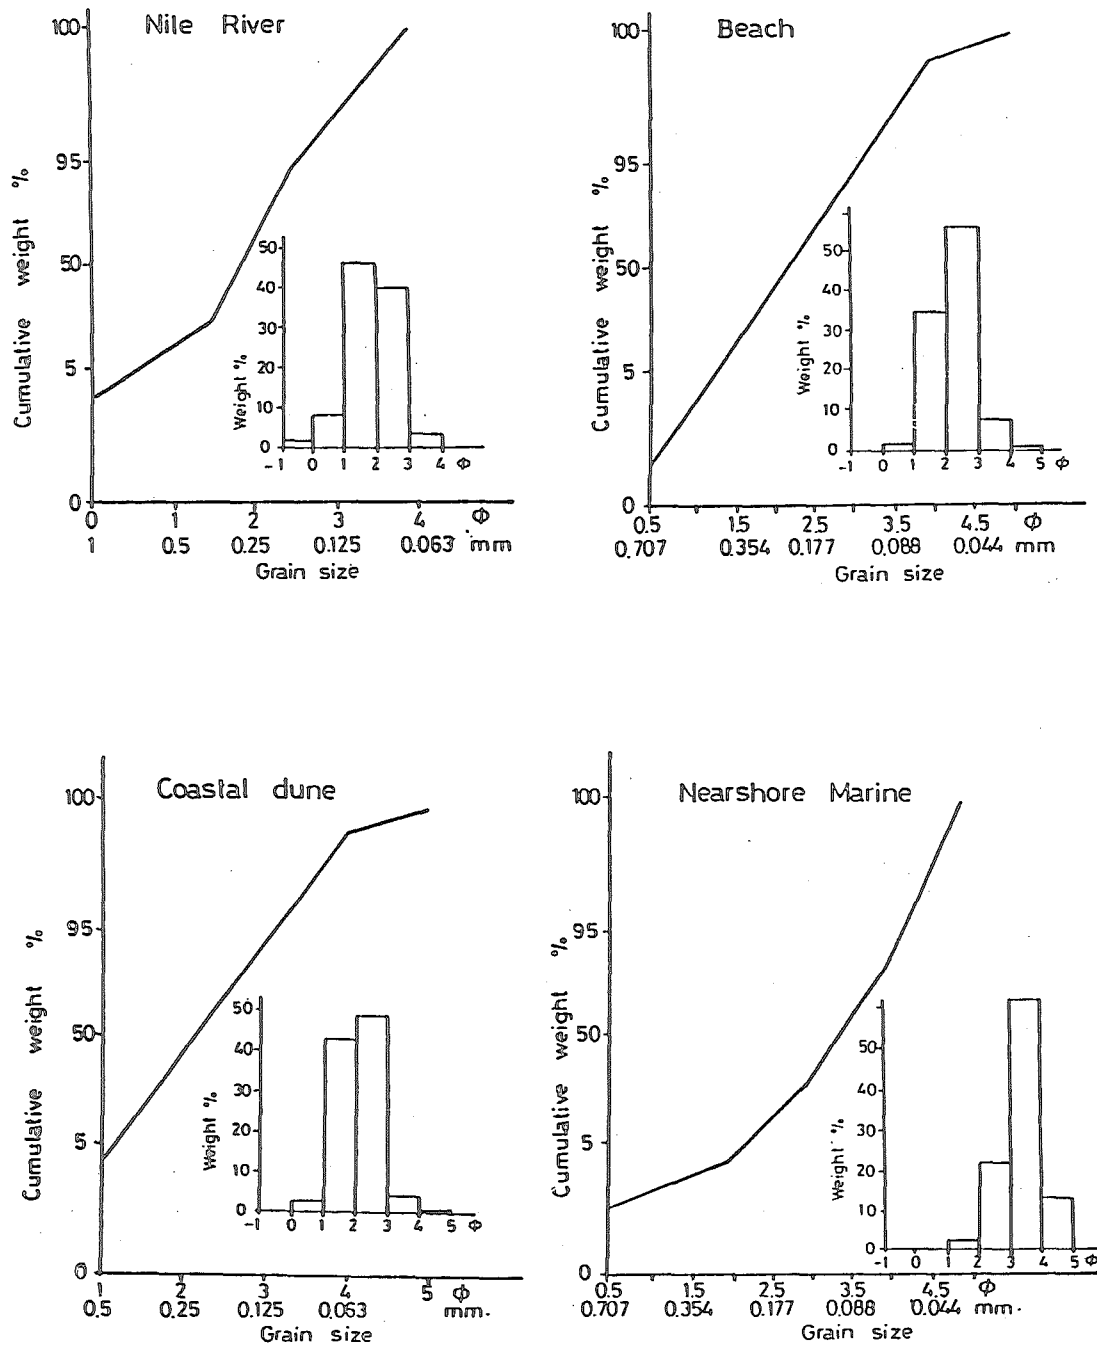 Nile River
Cumulative weight %
100
95
50
5
0
0 1 2 3 4 Φ
1 0.5 0.25 0.125 0.063 mm
Grain size
Weight %
50
40
30
20
10
0
-1 0 1 2 3 4 Φ
Beach
Cumulative weight %
100
95
50
5
0
0.5 1.5 2.5 3.5 4.5 Φ
0.707 0.354 0.177 0.088 0.044 mm
Grain size
Weight %
50
40
30
20
10
0
-1 0 1 2 3 4 5 Φ
Coastal dune
Cumulative weight %
100
95
50
5
0
1 2 3 4 5 Φ
0.5 0.25 0.125 0.063 mm.
Grain size
Weight %
50
40
30
20
10
0
-1 0 1 2 3 4 5 Φ
Nearshore Marine
Cumulative weight %
100
95
50
5
0
0.5 1.5 2.5 3.5 4.5 Φ
0.707 0.354 0.177 0.088 0.044 mm.
Grain size
Weight %
50
40
30
20
10
0
-1 0 1 2 3 4 5 Φ